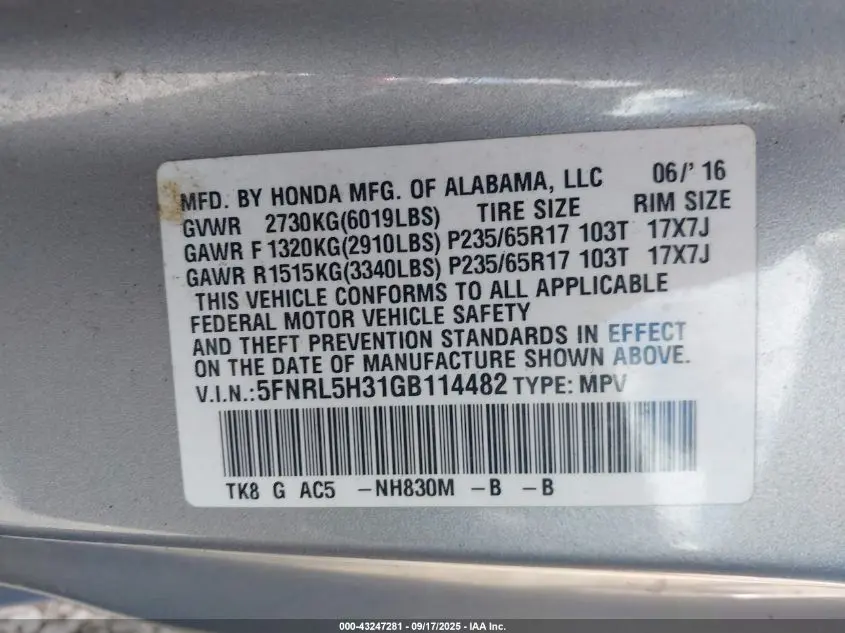 MFD. BY HONDA MFG. OF ALABAMA, LLC 06/'16
GVWR 2730KG(6019LBS) TIRE SIZE RIM SIZE
GAWR F 1320KG(2910LBS) P235/65R17 103T 17X7J
GAWR R1515KG(3340LBS) P235/65R17 103T 17X7J
THIS VEHICLE CONFORMS TO ALL APPLICABLE
FEDERAL MOTOR VEHICLE SAFETY
AND THEFT PREVENTION STANDARDS IN EFFECT
ON THE DATE OF MANUFACTURE SHOWN ABOVE.
V.I.N.:5FNRL5H31GB114482 TYPE: MPV
TK8 G AC5 -NH830M -B -B
000-43247281 - 09/17/2025 - IAA Inc.